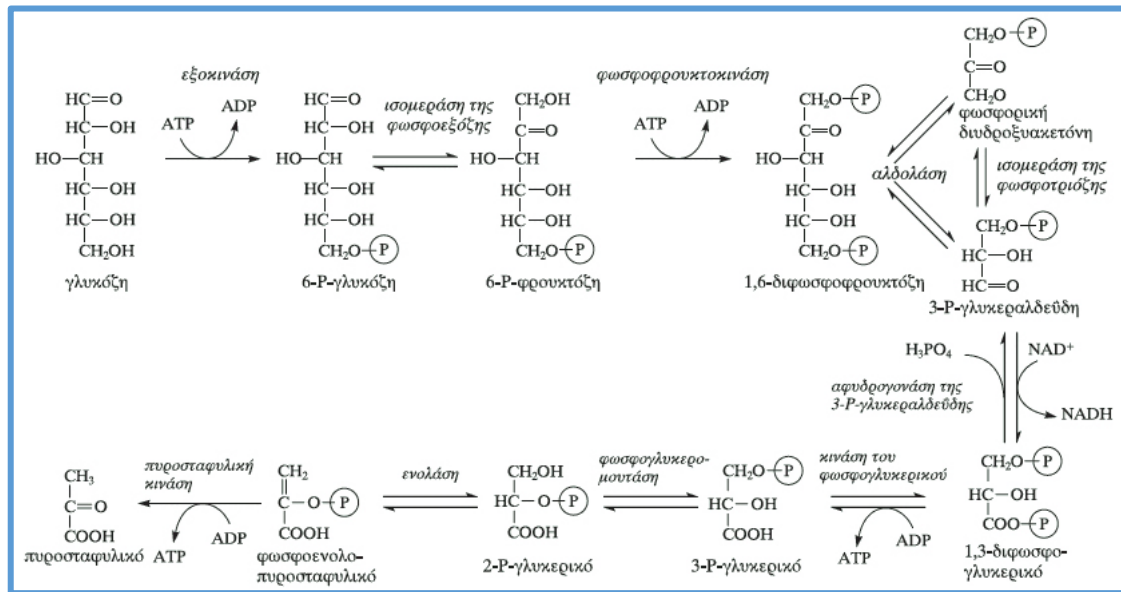 εξοκινάση
ATP
ADP
HC=O
HC—OH
HO—CH
HC—OH
HC—OH
CH₂OH
γλυκόζη
HC=O
HC—OH
HO—CH
HC—OH
HC—OH
CH₂O—P
6-P-γλυκόζη
ισομεράση της
φωσφοεξόζης
CH₂OH
C=O
HO—CH
HC—OH
HC—OH
CH₂O—P
6-P-φρουκτόζη
φωσφοφρουκτοκινάση
ATP
ADP
CH₂O—P
C=O
HO—CH
HC—OH
HC—OH
CH₂O—P
1,6-διφωσφοφρουκτόζη
αλδολάση
CH₂O—P
C=O
CH₂O
φωσφορική
διυδροξυακετόνη
ισομεράση της
φωσφοτριόζης
CH₂O—P
HC—OH
HC=O
3-P-γλυκεραλδεΰδη
H₃PO₄
NAD⁺
αφυδρογονάση της
3-P-γλυκεραλδεΰδης
NADH
CH₂O—P
HC—OH
COO—P
1,3-διφωσφο-
γλυκερικό
κινάση του
φωσφογλυκερικού
ATP
ADP
CH₂O—P
HC—OH
COOH
3-P-γλυκερικό
φωσφογλυκερο-
μουτάση
CH₂OH
HC—O—P
COOH
2-P-γλυκερικό
ενολάση
CH₂
C—O—P
COOH
φωσφοενολο-
πυροσταφυλικό
πυροσταφυλική
κινάση
ATP
ADP
CH₃
C=O
COOH
πυροσταφυλικό